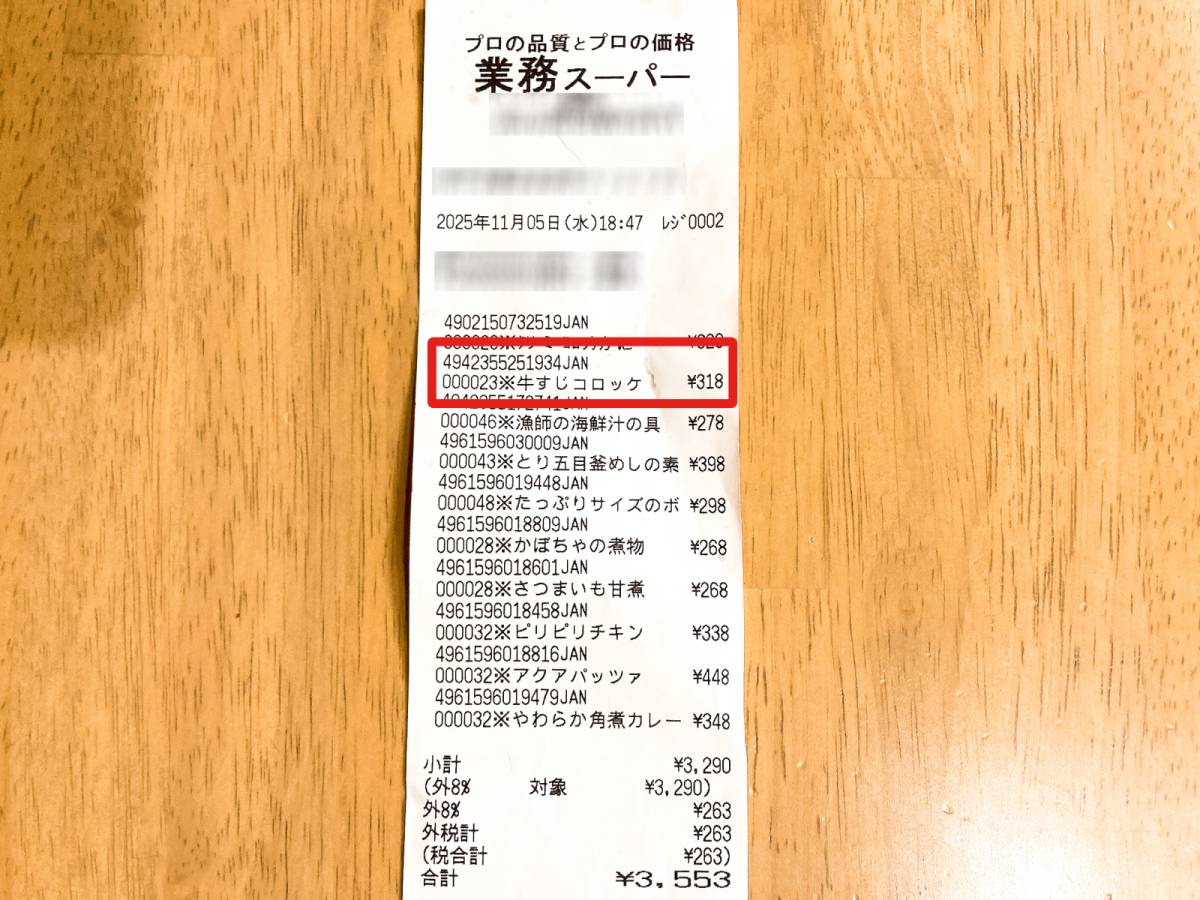 プロの品質とプロの価格
業務スーパー
2025年11月05日(水)18:47 ﾚｼﾞ0002
4902150732519JAN
¥328
4942355251934JAN
000023※牛すじコロッケ ¥318
000046※漁師の海鮮汁の具 ¥278
4961596030009JAN
000043※とり五目釜めしの素 ¥398
4961596019448JAN
000048※たっぷりサイズのボ ¥298
4961596018809JAN
000028※かぼちゃの煮物 ¥268
4961596018601JAN
000028※さつまいも甘煮 ¥268
4961596018458JAN
000032※ピリピリチキン ¥338
4961596018816JAN
000032※アクアパッツァ ¥448
4961596019479JAN
000032※やわらか角煮カレー ¥348
小計 ¥3,290
(外8% 対象 ¥3,290)
外8% ¥263
外税計 ¥263
(税合計 ¥263)
合計 ¥3,553